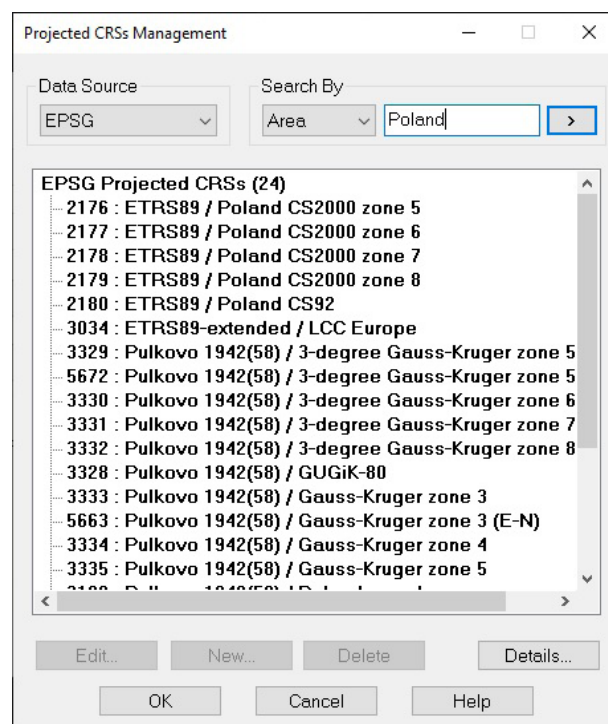 Projected CRSs Management
Data Source
Search By
EPSG
Area
Poland
>
EPSG Projected CRSs (24)
2176 : ETRS89 / Poland CS2000 zone 5
2177 : ETRS89 / Poland CS2000 zone 6
2178 : ETRS89 / Poland CS2000 zone 7
2179 : ETRS89 / Poland CS2000 zone 8
2180 : ETRS89 / Poland CS92
3034 : ETRS89-extended / LCC Europe
3329 : Pulkovo 1942(58) / 3-degree Gauss-Kruger zone 5
5672 : Pulkovo 1942(58) / 3-degree Gauss-Kruger zone 5
3330 : Pulkovo 1942(58) / 3-degree Gauss-Kruger zone 6
3331 : Pulkovo 1942(58) / 3-degree Gauss-Kruger zone 7
3332 : Pulkovo 1942(58) / 3-degree Gauss-Kruger zone 8
3328 : Pulkovo 1942(58) / GUGiK-80
3333 : Pulkovo 1942(58) / Gauss-Kruger zone 3
5663 : Pulkovo 1942(58) / Gauss-Kruger zone 3 (E-N)
3334 : Pulkovo 1942(58) / Gauss-Kruger zone 4
3335 : Pulkovo 1942(58) / Gauss-Kruger zone 5
Edit...
New...
Delete
Details...
OK
Cancel
Help